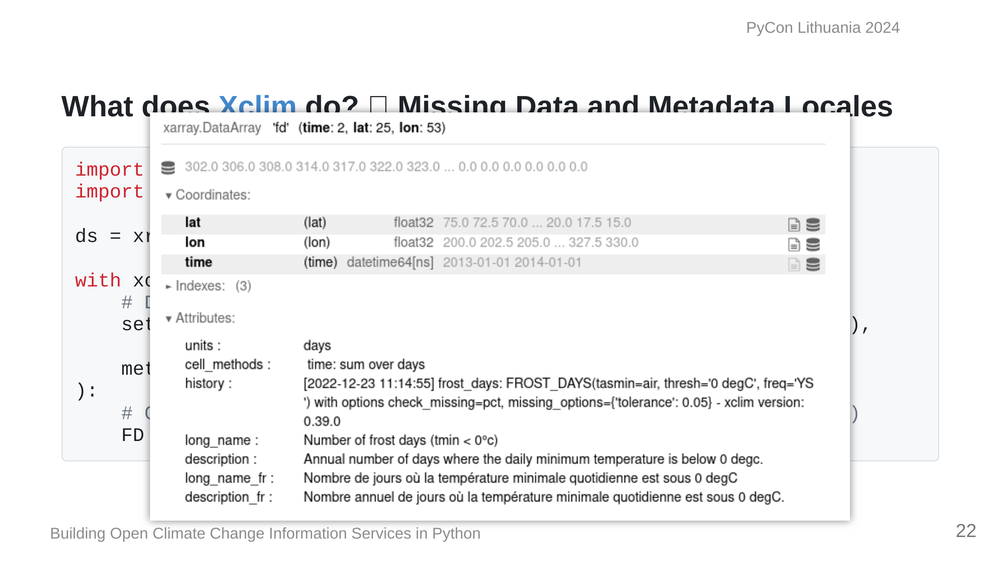 PyCon Lithuania 2024
What does Xclim do? Missing Data and Metadata Locales
import
import
ds = xr
with xc
#
set ),
met
):
# )
FD
xarray.DataArray 'fd' (time: 2, lat: 25, lon: 53)
302.0 306.0 308.0 314.0 317.0 322.0 323.0 ... 0.0 0.0 0.0 0.0 0.0 0.0
▾ Coordinates:
lat (lat) float32 75.0 72.5 70.0 ... 20.0 17.5 15.0
lon (lon) float32 200.0 202.5 205.0 ... 327.5 330.0
time (time) datetime64[ns] 2013-01-01 2014-01-01
▸ Indexes: (3)
▾ Attributes:
units : days
cell_methods : time: sum over days
history : [2022-12-23 11:14:55] frost_days: FROST_DAYS(tasmin=air, thresh='0 degC', freq='YS
') with options check_missing=pct, missing_options={'tolerance': 0.05} - xclim version:
0.39.0
long_name : Number of frost days (tmin < 0°c)
description : Annual number of days where the daily minimum temperature is below 0 degc.
long_name_fr : Nombre de jours où la température minimale quotidienne est sous 0 degC
description_fr : Nombre annuel de jours où la température minimale quotidienne est sous 0 degC.
Building Open Climate Change Information Services in Python
22